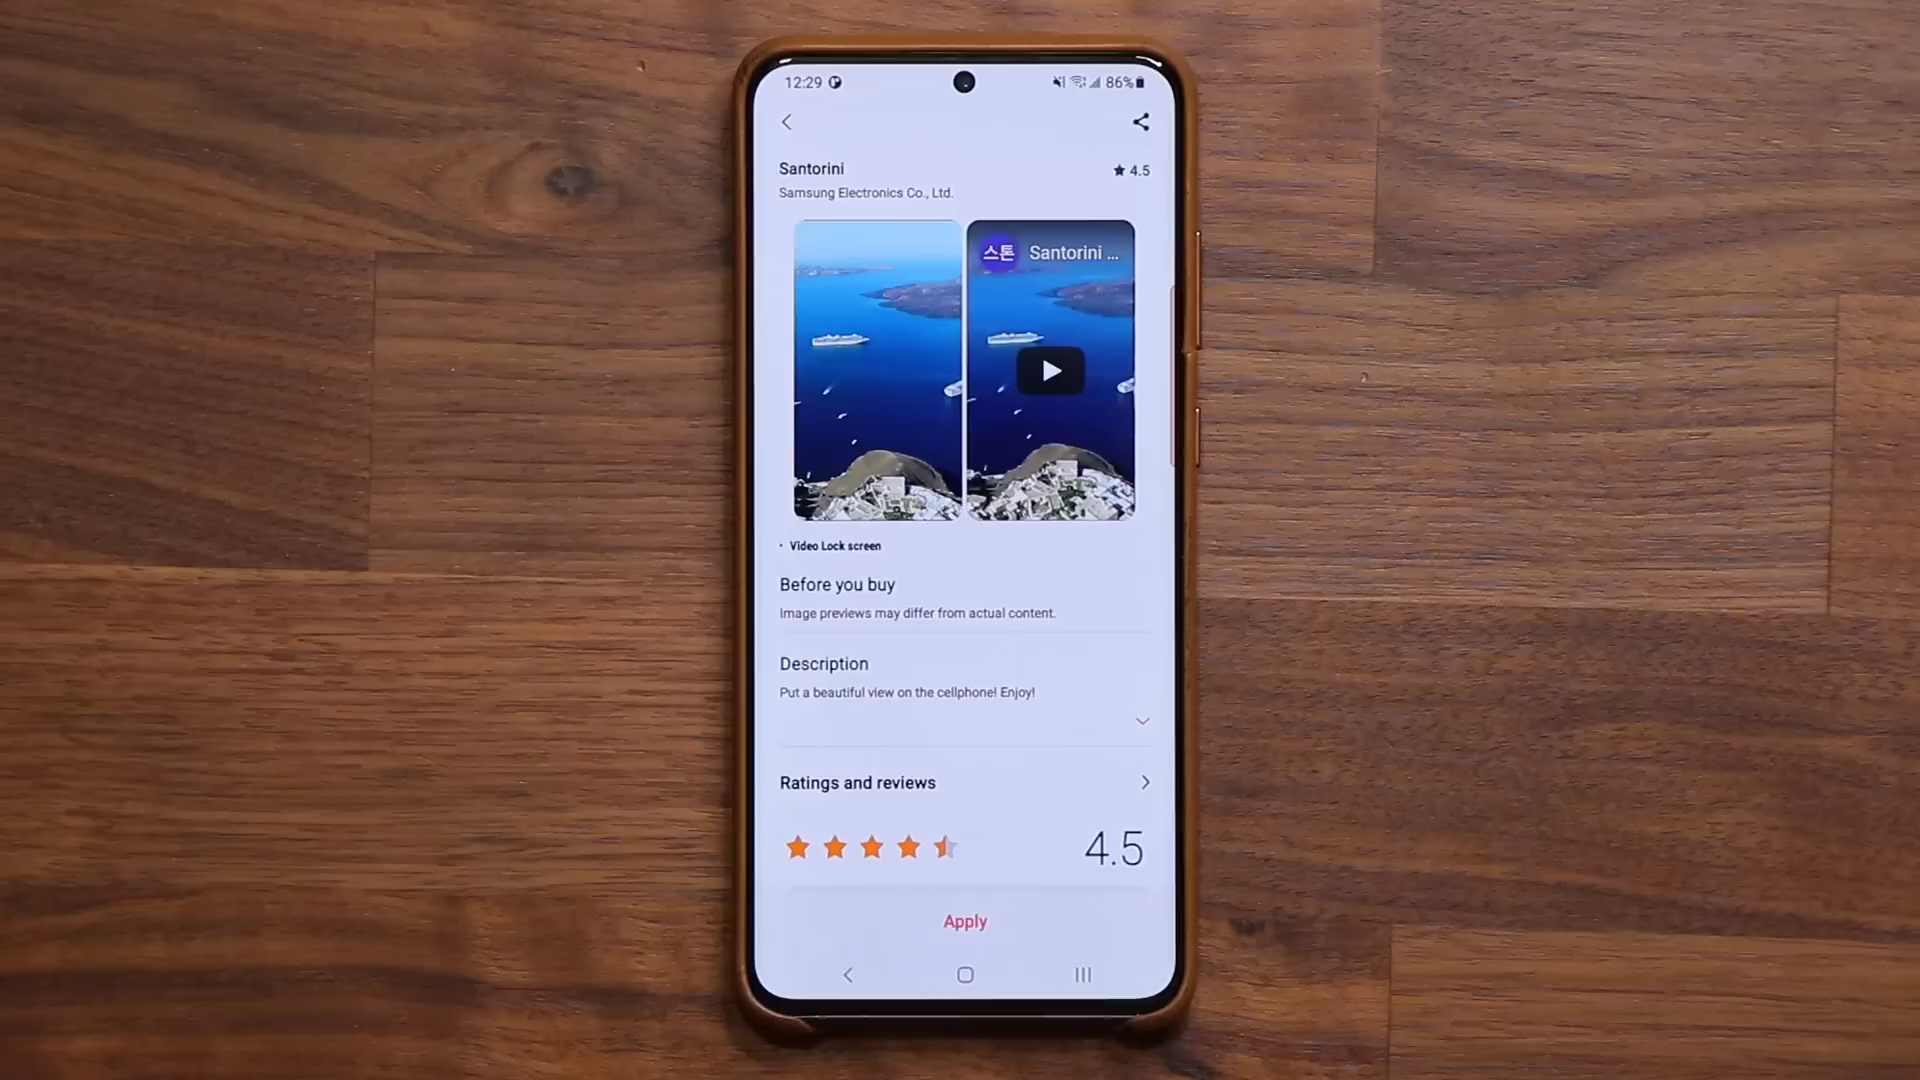 12:29
86%
Santorini
★ 4.5
Samsung Electronics Co., Ltd.
스톤 Santorini ...
· Video Lock screen
Before you buy
Image previews may differ from actual content.
Description
Put a beautiful view on the cellphone! Enjoy!
Ratings and reviews
4.5
Apply